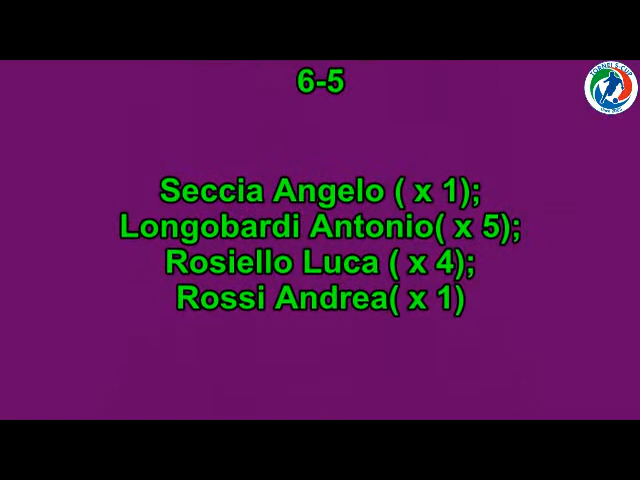 6-5
Seccia Angelo ( x 1);
Longobardi Antonio( x 5);
Rosiello Luca ( x 4);
Rossi Andrea( x 1)